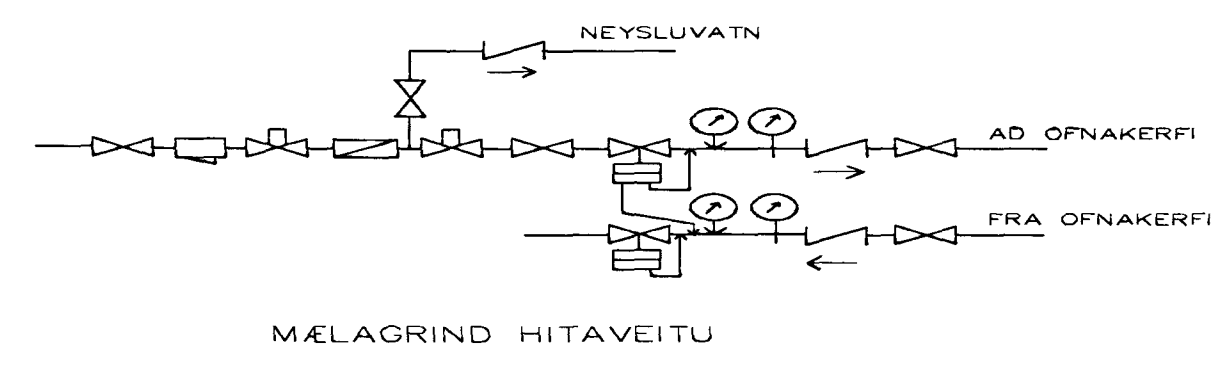 NEYSLUVATN
AD OFNAKERFI
FRA OFNAKERFI
MÆLAGRIND HITAVEITU